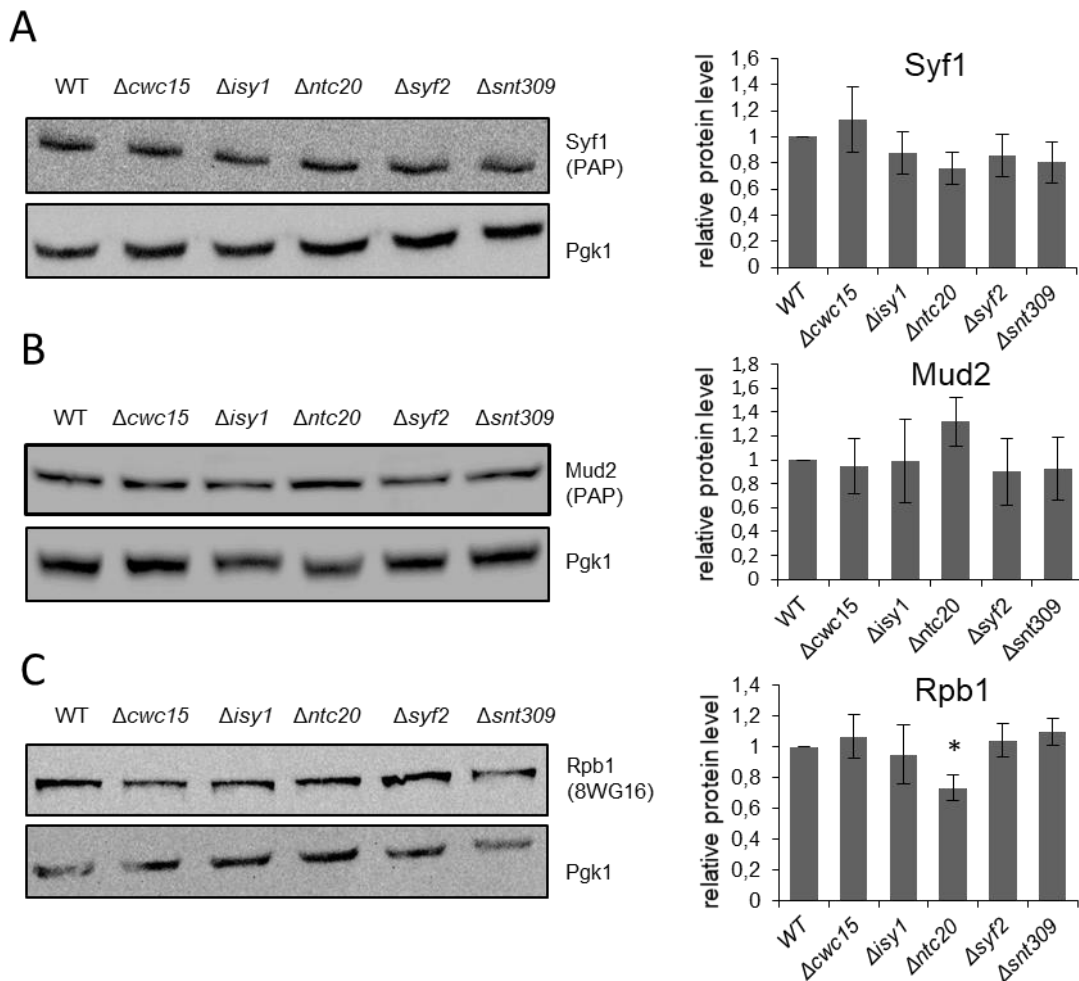 A
WT Δcwc15 Δisy1 Δntc20 Δsyf2 Δsnt309
Syf1
(PAP)
Pgk1
Syf1
relative protein level
1,6
1,4
1,2
1
0,8
0,6
0,4
0,2
0
WT Δcwc15 Δisy1 Δntc20 Δsyf2 Δsnt309
B
WT Δcwc15 Δisy1 Δntc20 Δsyf2 Δsnt309
Mud2
(PAP)
Pgk1
Mud2
relative protein level
1,8
1,6
1,4
1,2
1
0,8
0,6
0,4
0,2
0
WT Δcwc15 Δisy1 Δntc20 Δsyf2 Δsnt309
C
WT Δcwc15 Δisy1 Δntc20 Δsyf2 Δsnt309
Rpb1
(8WG16)
Pgk1
Rpb1
relative protein level
1,4
1,2
1
0,8
0,6
0,4
0,2
0
*
WT Δcwc15 Δisy1 Δntc20 Δsyf2 Δsnt309